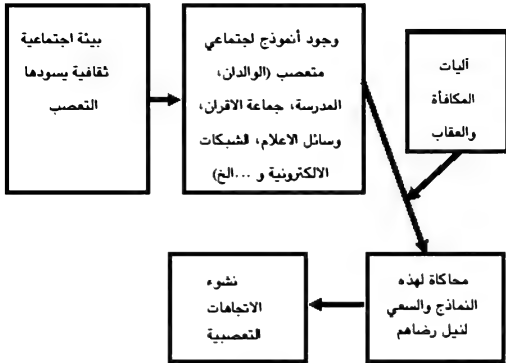 بيئة اجتماعية
ثقافية يسودها
التعصب
وجود أنموذج اجتماعي
متعصب (الوالدان،
المدرسة، جماعة الاقران،
وسائل الاعلام، الشبكات
الالكترونية و ...الخ)
آليات
المكافأة
والعقاب
محاكاة لهذه
النماذج والسعي
لنيل رضاهم
نشوء
الاتجاهات
التعصبية